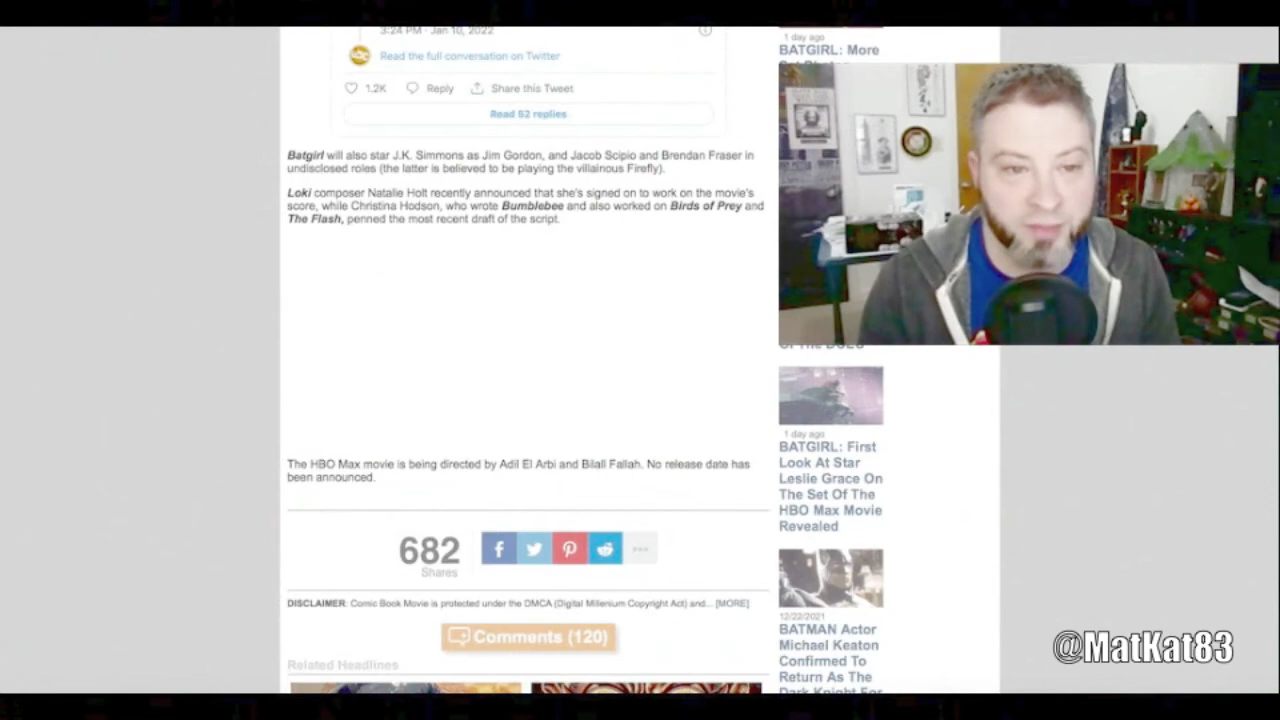 3:24 PM · Jan 10, 2022
Read the full conversation on Twitter
1.2K Reply Share this Tweet
Read 52 replies
Batgirl will also star J.K. Simmons as Jim Gordon, and Jacob Scipio and Brendan Fraser in
undisclosed roles (the latter is believed to be playing the villainous Firefly).
Loki composer Natalie Holt recently announced that she's signed on to work on the movie's
score, while Christina Hodson, who wrote Bumblebee and also worked on Birds of Prey and
The Flash, penned the most recent draft of the script.
The HBO Max movie is being directed by Adil El Arbi and Bilall Fallah. No release date has
been announced.
682
Shares
DISCLAIMER: Comic Book Movie is protected under the DMCA (Digital Millenium Copyright Act) and... [MORE]
Comments (120)
Related Headlines
1 day ago
BATGIRL: More
1 day ago
BATGIRL: First
Look At Star
Leslie Grace On
The Set Of The
HBO Max Movie
Revealed
12/22/2021
BATMAN Actor
Michael Keaton
Confirmed To
Return As The
Dark Knight For
@MatKat83